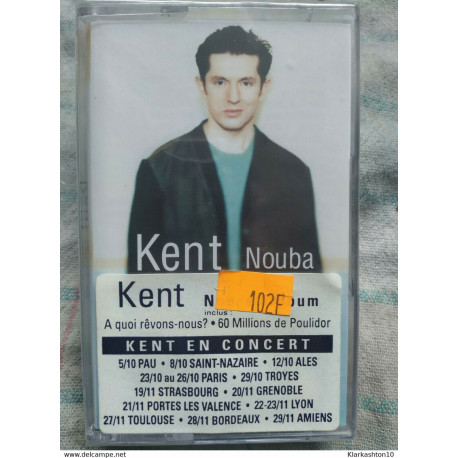 Kent Nouba
Kent N 102F bum
inclus :
A quoi rêvons-nous? • 60 Millions de Poulidor
KENT EN CONCERT
5/10 PAU • 8/10 SAINT-NAZAIRE • 12/10 ALES
23/10 au 26/10 PARIS • 29/10 TROYES
19/11 STRASBOURG • 20/11 GRENOBLE
21/11 PORTES LES VALENCE • 22-23/11 LYON
27/11 TOULOUSE • 28/11 BORDEAUX • 29/11 AMIENS
www.delcampe.net
Klarkashton10